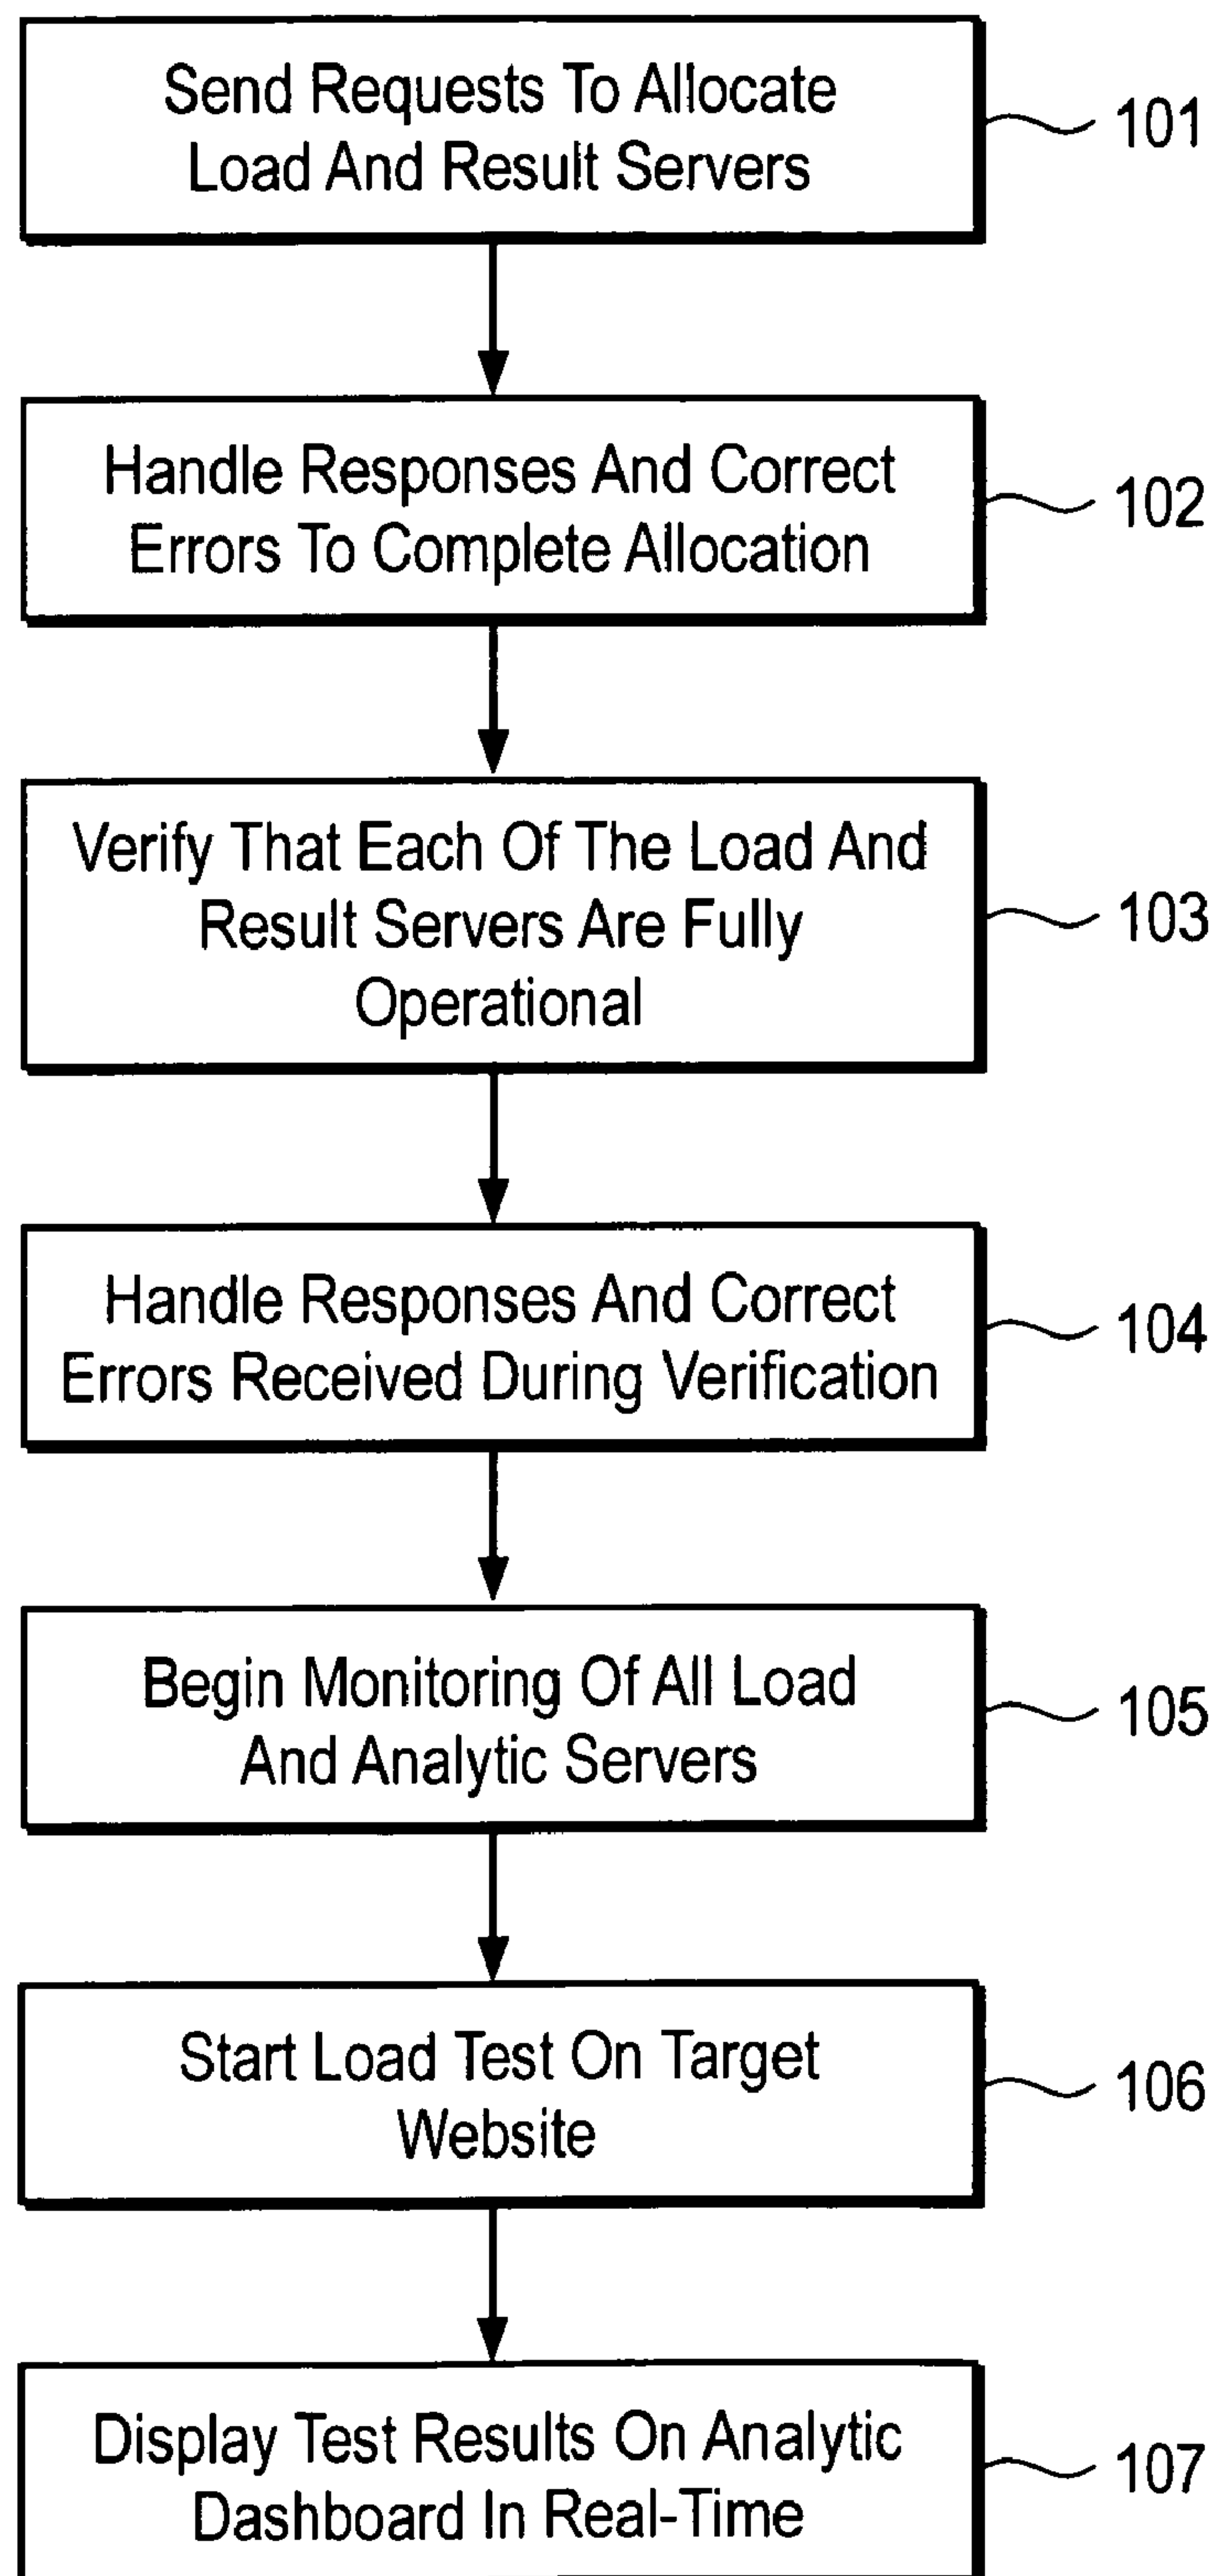 Send Requests To Allocate
Load And Result Servers
101
Handle Responses And Correct
Errors To Complete Allocation
102
Verify That Each Of The Load And
Result Servers Are Fully
Operational
103
Handle Responses And Correct
Errors Received During Verification
104
Begin Monitoring Of All Load
And Analytic Servers
105
Start Load Test On Target
Website
106
Display Test Results On Analytic
Dashboard In Real-Time
107